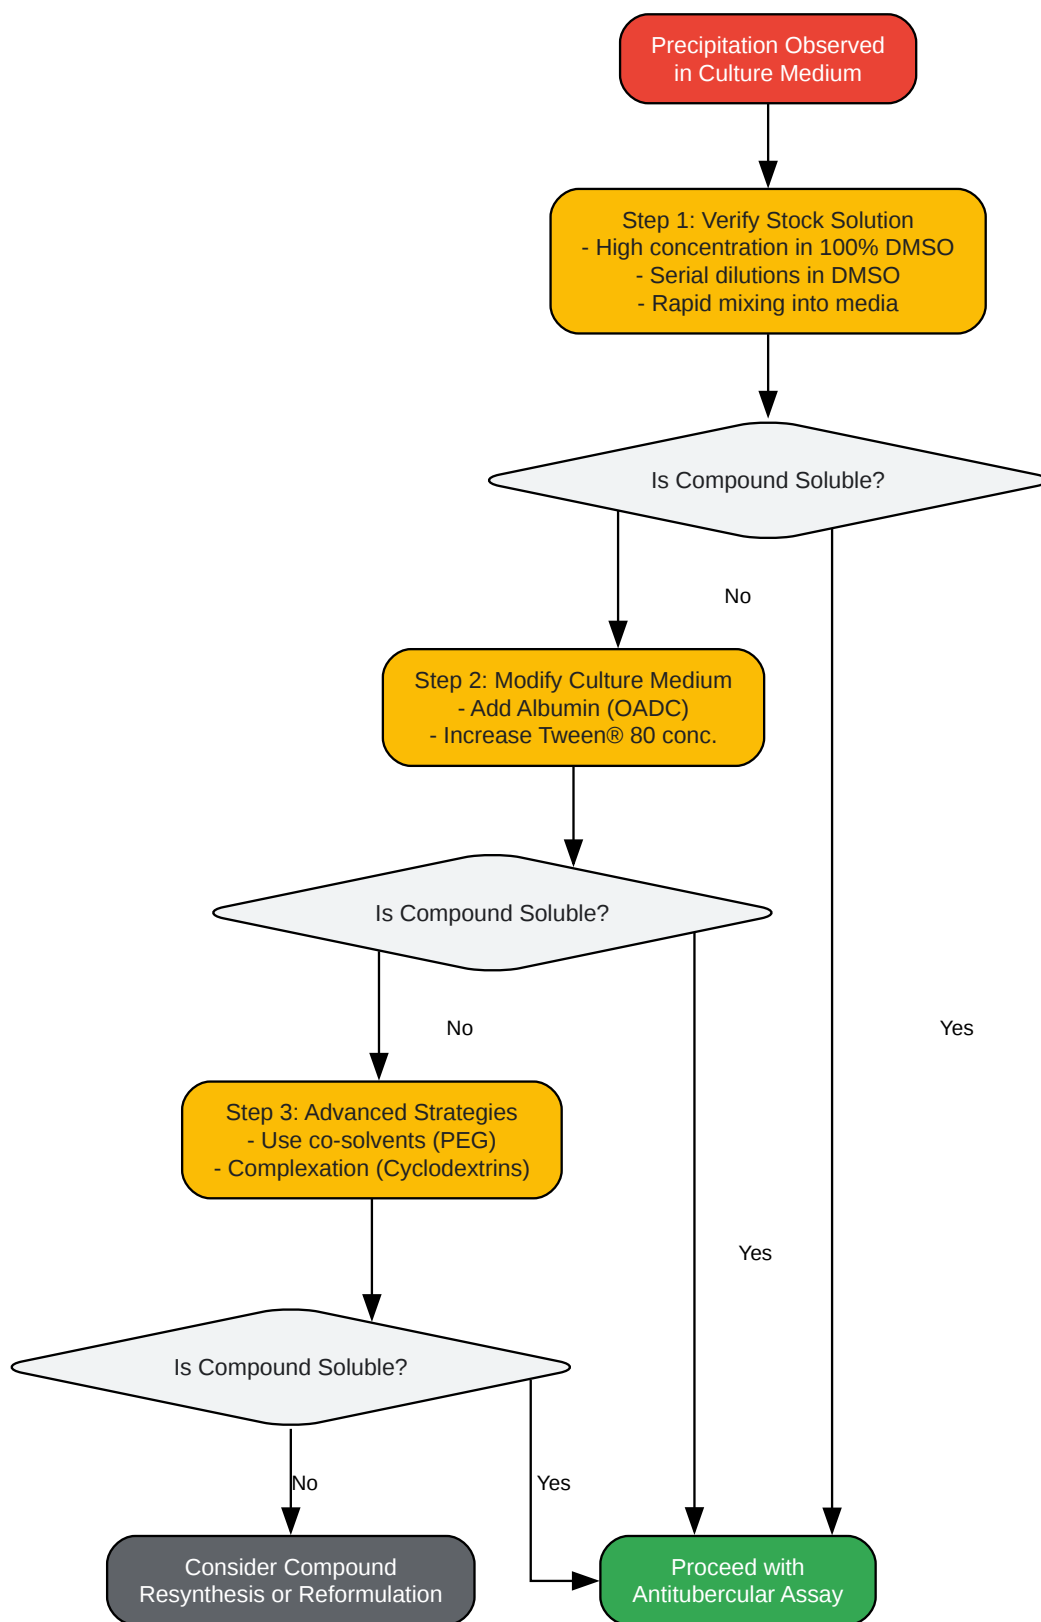 Precipitation Observed
in Culture Medium
Step 1: Verify Stock Solution
- High concentration in 100% DMSO
- Serial dilutions in DMSO
- Rapid mixing into media
Is Compound Soluble?
No
Step 2: Modify Culture Medium
- Add Albumin (OADC)
- Increase Tween® 80 conc.
Is Compound Soluble?
No
Yes
Step 3: Advanced Strategies
- Use co-solvents (PEG)
- Complexation (Cyclodextrins)
Yes
Is Compound Soluble?
No
Yes
Consider Compound
Resynthesis or Reformulation
Proceed with
Antitubercular Assay